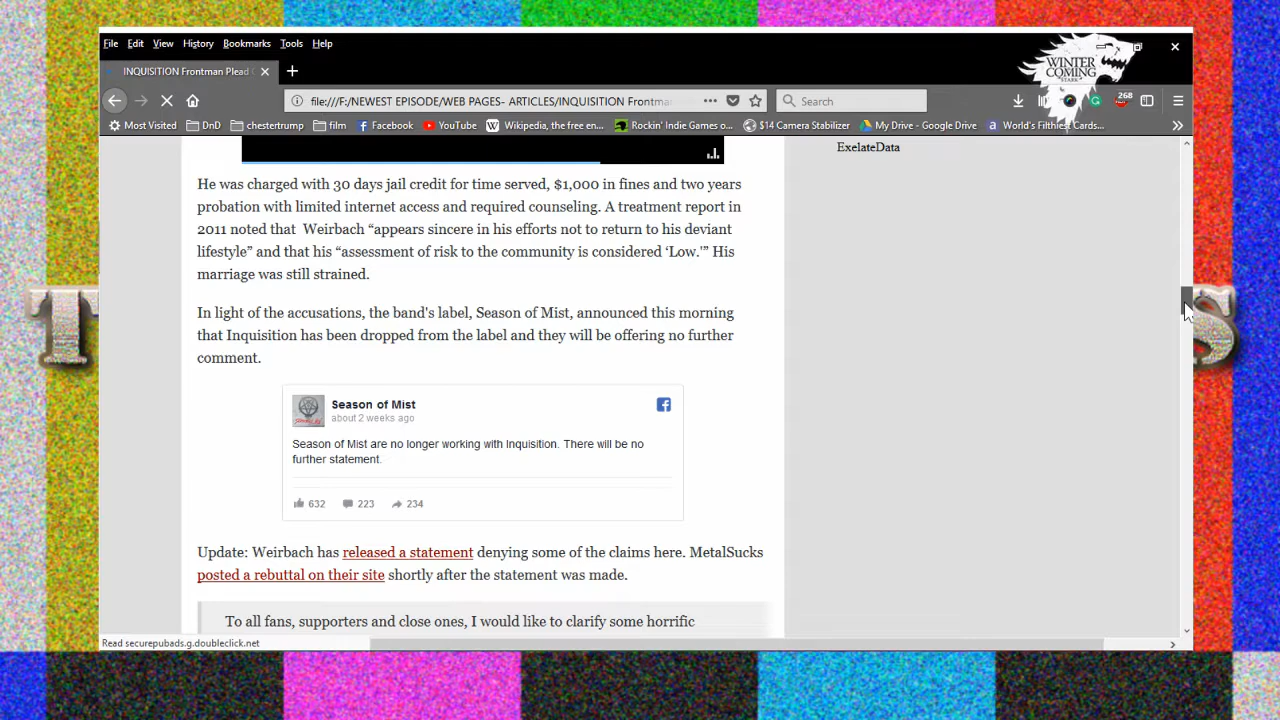 File Edit View History Bookmarks Tools Help
WINTER
COMING
STARK
INQUISITION Frontman Plead
file:///F:/NEWEST EPISODE/WEB PAGES- ARTICLES/INQUISITION Frontma
Search
268
Most Visited DnD chestertrump film Facebook YouTube Wikipedia, the free en... Rockin' Indie Games o... $14 Camera Stabilizer My Drive - Google Drive World's Filthiest Cards...
ExelateData
He was charged with 30 days jail credit for time served, $1,000 in fines and two years
probation with limited internet access and required counseling. A treatment report in
2011 noted that Weirbach “appears sincere in his efforts not to return to his deviant
lifestyle” and that his “assessment of risk to the community is considered ‘Low.'” His
marriage was still strained.
In light of the accusations, the band's label, Season of Mist, announced this morning
that Inquisition has been dropped from the label and they will be offering no further
comment.
Season of Mist
about 2 weeks ago
Season of Mist are no longer working with Inquisition. There will be no
further statement.
632 223 234
Update: Weirbach has released a statement denying some of the claims here. MetalSucks
posted a rebuttal on their site shortly after the statement was made.
To all fans, supporters and close ones, I would like to clarify some horrific
Read securepubads.g.doubleclick.net
T
S